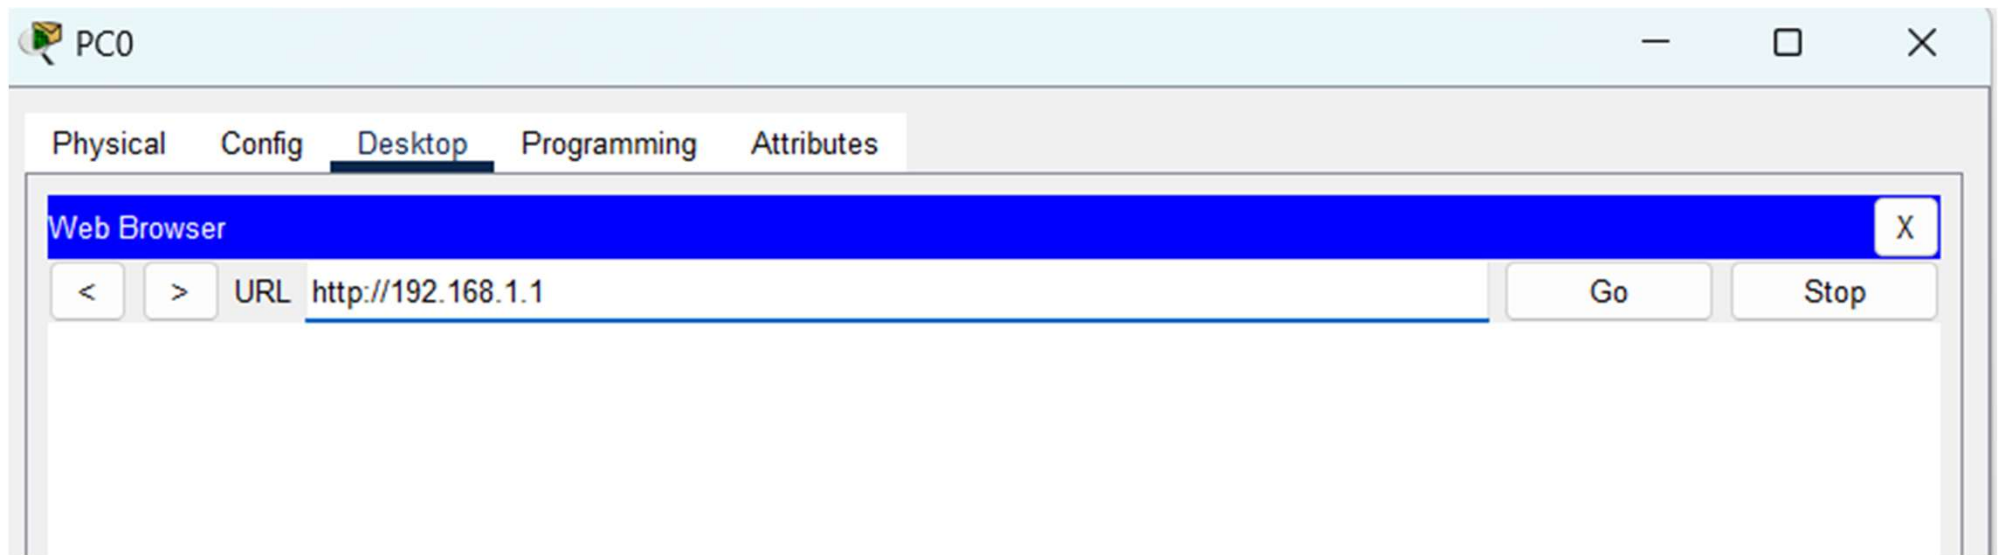 PC0
Physical Config Desktop Programming Attributes
Web Browser X
< > URL http://192.168.1.1 Go Stop